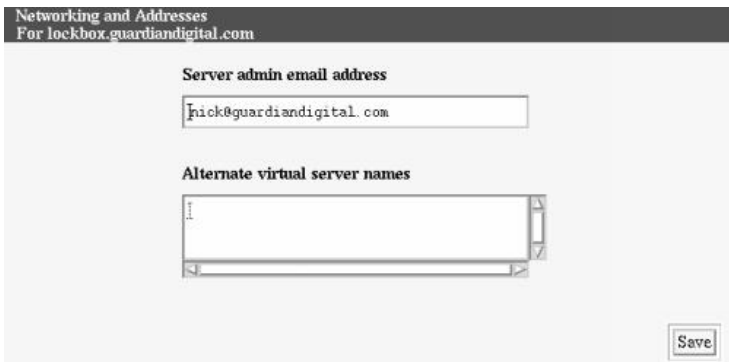 Networking and Addresses
For lockbox.guardiandigital.com
Server admin email address
nick@guardiandigital.com
Alternate virtual server names
Save